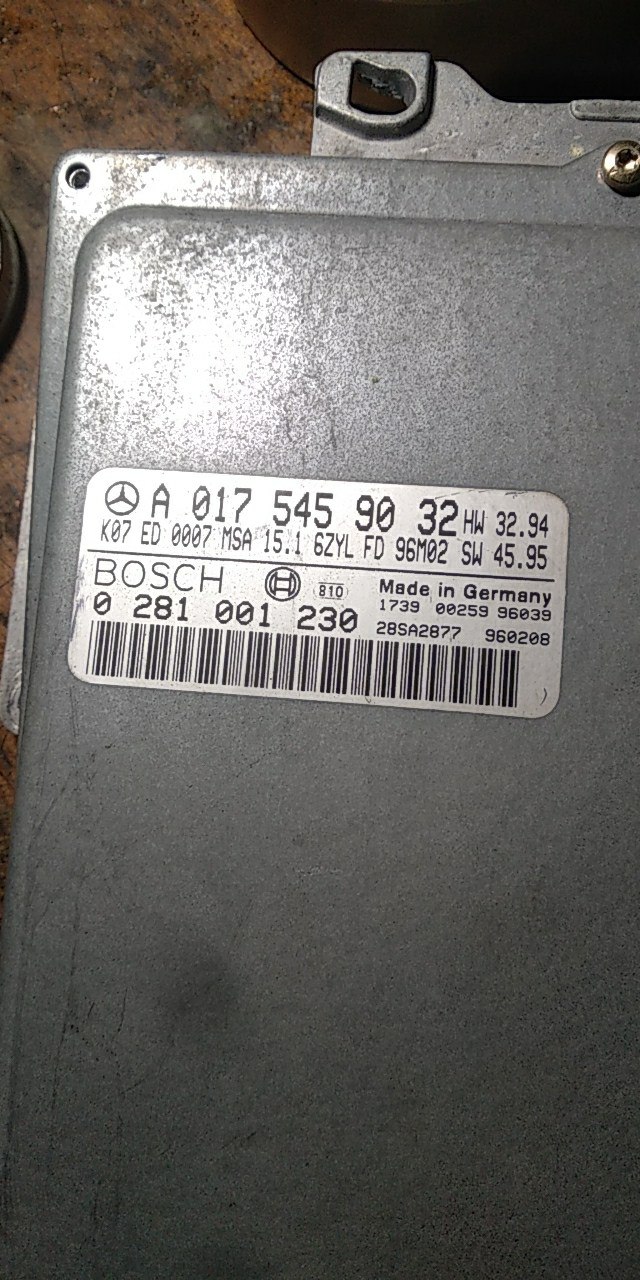 A 017 545 90 32 HW 32.94
K07 ED 0007 MSA 15.1 6ZYL FD 96M02 SW 45.95
BOSCH 810 Made in Germany
1739 00259 96039
0 281 001 230 28SA2877 960208